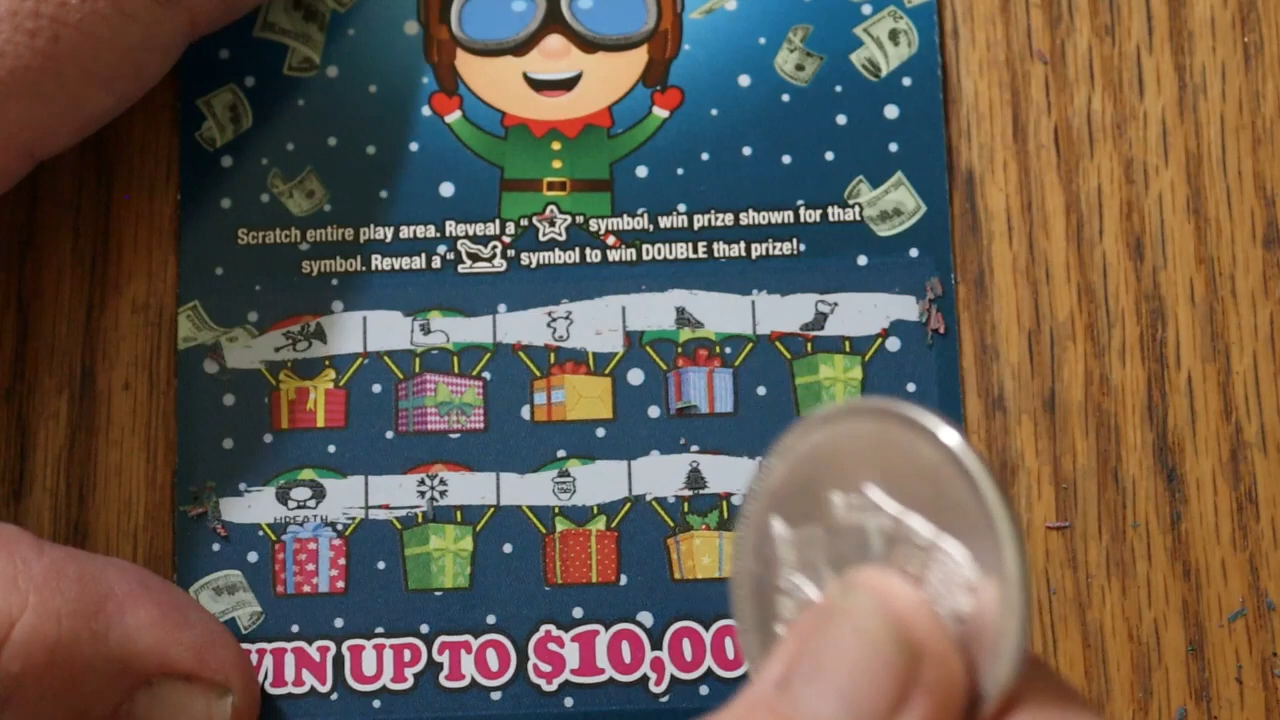 Scratch entire play area. Reveal a " " symbol, win prize shown for that
symbol. Reveal a " " symbol to win DOUBLE that prize!
WREATH
WIN UP TO $10,00